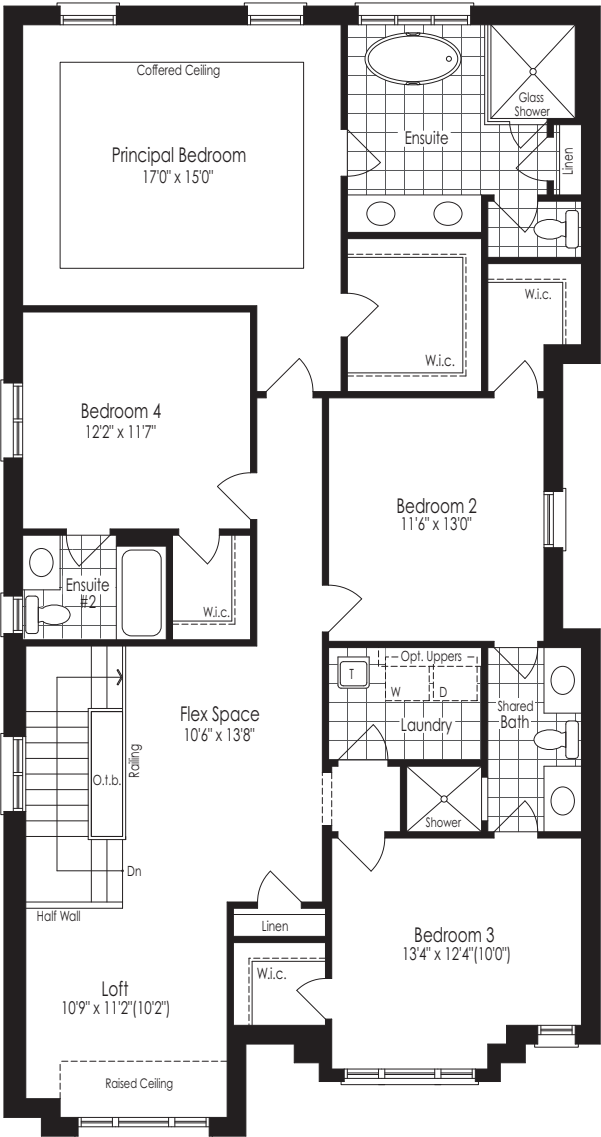 Coffered Ceiling
Principal Bedroom
17'0" x 15'0"
Ensuite
Glass
Shower
Linen
W.i.c.
W.i.c.
Bedroom 4
12'2" x 11'7"
Bedroom 2
11'6" x 13'0"
Ensuite
#2
W.i.c.
Opt. Uppers
T
W
D
Laundry
Shared
Bath
Flex Space
10'6" x 13'8"
Railing
O.t.b.
Shower
Dn
Half Wall
Linen
Bedroom 3
13'4" x 12'4"(10'0")
W.i.c.
Loft
10'9" x 11'2"(10'2")
Raised Ceiling